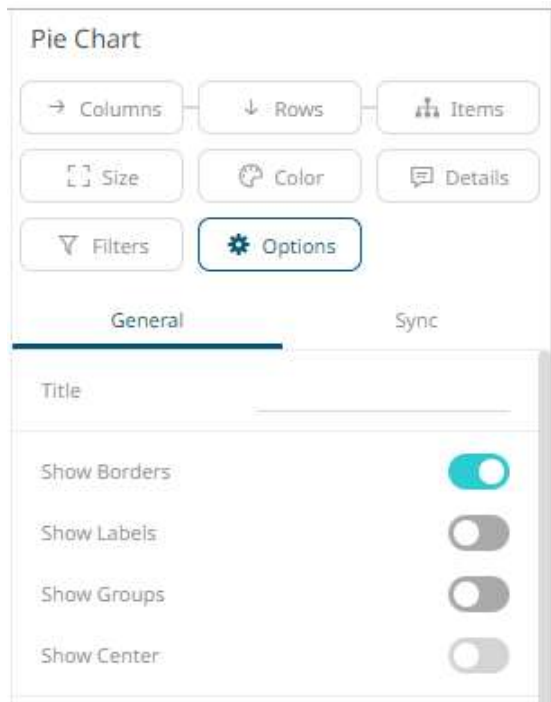 Pie Chart
Columns Rows Items
Size Color Details
Filters Options
General Sync
Title
Show Borders
Show Labels
Show Groups
Show Center